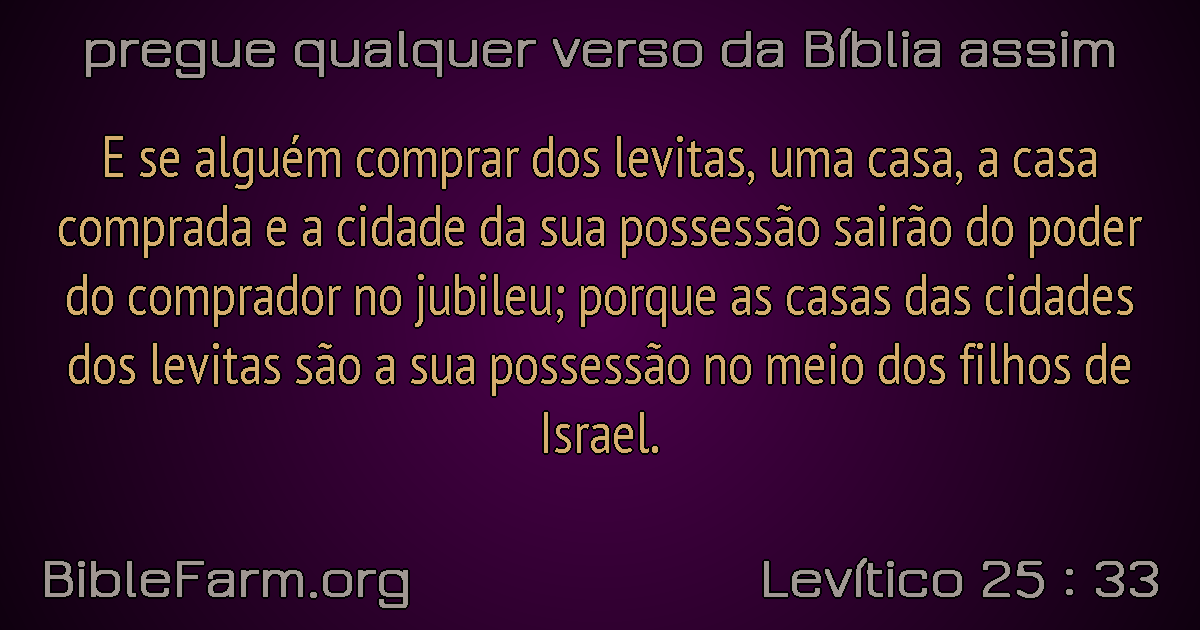 pregue qualquer verso da Bíblia assim
E se alguém comprar dos levitas, uma casa, a casa
comprada e a cidade da sua possessão sairão do poder
do comprador no jubileu; porque as casas das cidades
dos levitas são a sua possessão no meio dos filhos de
Israel.
BibleFarm.org
Levítico 25 : 33